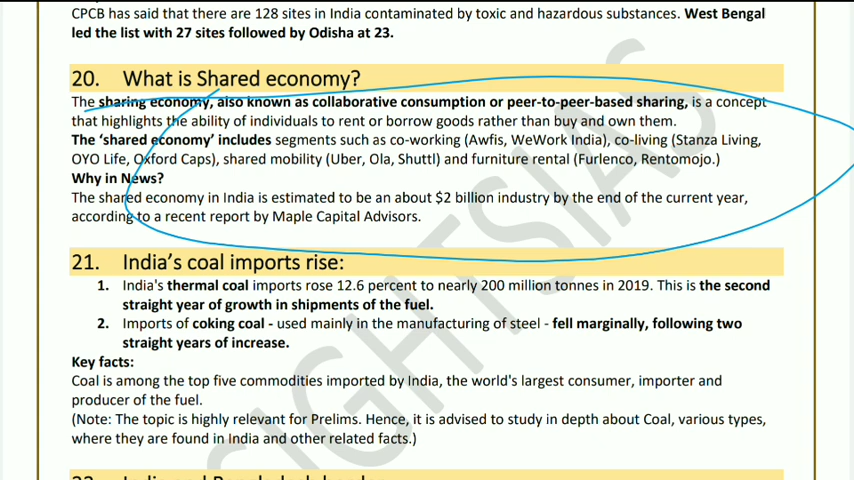 CPCB has said that there are 128 sites in India contaminated by toxic and hazardous substances. West Bengal
led the list with 27 sites followed by Odisha at 23.
20. What is Shared economy?
The sharing economy, also known as collaborative consumption or peer-to-peer-based sharing, is a concept
that highlights the ability of individuals to rent or borrow goods rather than buy and own them.
The ‘shared economy’ includes segments such as co-working (Awfis, WeWork India), co-living (Stanza Living,
OYO Life, Oxford Caps), shared mobility (Uber, Ola, Shuttl) and furniture rental (Furlenco, Rentomojo.)
Why in News?
The shared economy in India is estimated to be an about $2 billion industry by the end of the current year,
according to a recent report by Maple Capital Advisors.
21. India’s coal imports rise:
1. India's thermal coal imports rose 12.6 percent to nearly 200 million tonnes in 2019. This is the second
straight year of growth in shipments of the fuel.
2. Imports of coking coal - used mainly in the manufacturing of steel - fell marginally, following two
straight years of increase.
Key facts:
Coal is among the top five commodities imported by India, the world's largest consumer, importer and
producer of the fuel.
(Note: The topic is highly relevant for Prelims. Hence, it is advised to study in depth about Coal, various types,
where they are found in India and other related facts.)
SIGHTSIAS